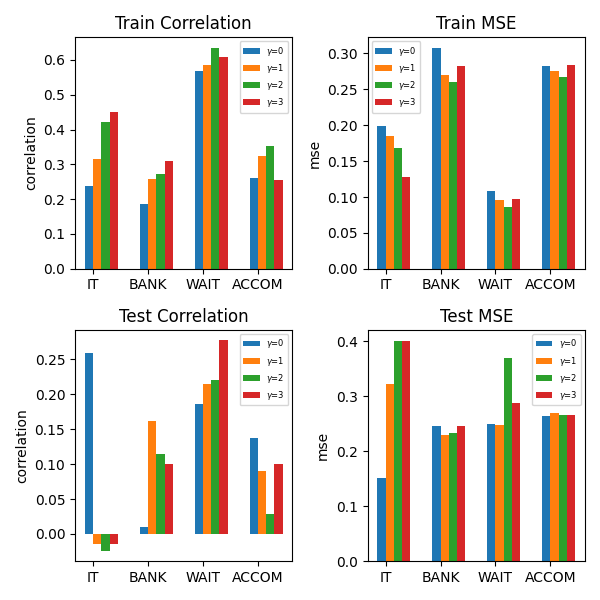 Train Correlation
correlation
0.6
0.5
0.4
0.3
0.2
0.1
0.0
γ=0
γ=1
γ=2
γ=3
IT BANK WAIT ACCOM
Train MSE
mse
0.30
0.25
0.20
0.15
0.10
0.05
0.00
γ=0
γ=1
γ=2
γ=3
IT BANK WAIT ACCOM
Test Correlation
correlation
0.25
0.20
0.15
0.10
0.05
0.00
γ=0
γ=1
γ=2
γ=3
IT BANK WAIT ACCOM
Test MSE
mse
0.4
0.3
0.2
0.1
0.0
γ=0
γ=1
γ=2
γ=3
IT BANK WAIT ACCOM